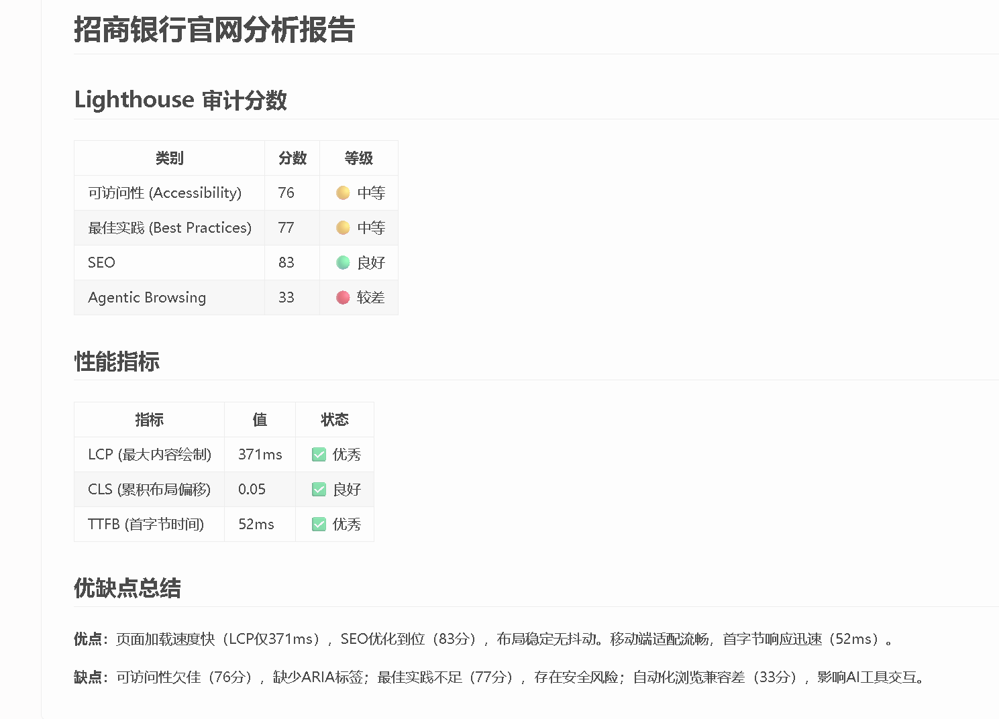 招商银行官网分析报告
Lighthouse 审计分数
类别 分数 等级
可访问性 (Accessibility) 76 中等
最佳实践 (Best Practices) 77 中等
SEO 83 良好
Agentic Browsing 33 较差
性能指标
指标 值 状态
LCP (最大内容绘制) 371ms 优秀
CLS (累积布局偏移) 0.05 良好
TTFB (首字节时间) 52ms 优秀
优缺点总结
优点：页面加载速度快（LCP仅371ms），SEO优化到位（83分），布局稳定无抖动。移动端适配流畅，首字节响应迅速（52ms）。
缺点：可访问性欠佳（76分），缺少ARIA标签；最佳实践不足（77分），存在安全风险；自动化浏览兼容差（33分），影响AI工具交互。